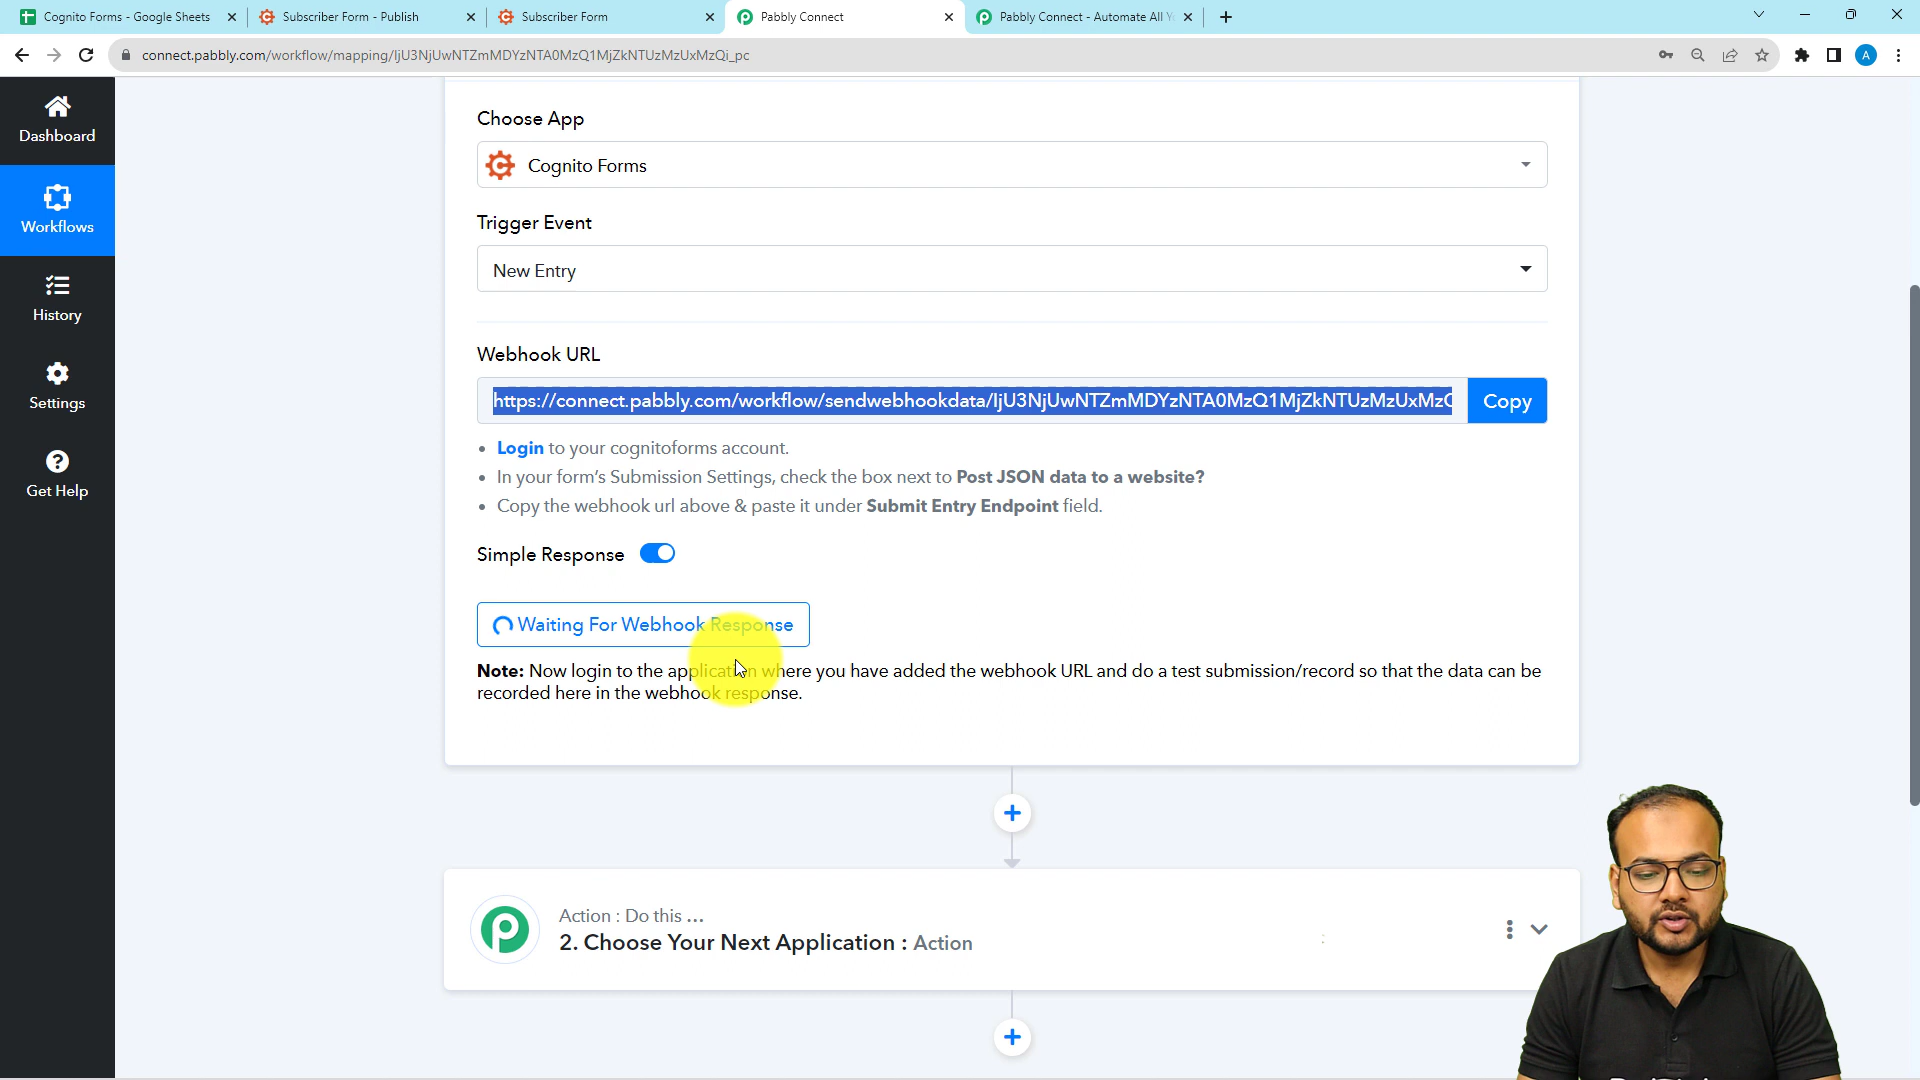 Cognito Forms - Google Sheets
Subscriber Form - Publish
Subscriber Form
Pabbly Connect
Pabbly Connect - Automate All Y
connect.pabbly.com/workflow/mapping/IjU3NjUwNTZmMDYzNTA0MzQ1MjZkNTUzMzUxMzQi_pc
A
Dashboard
Workflows
History
Settings
Get Help
Choose App
Cognito Forms
Trigger Event
New Entry
Webhook URL
https://connect.pabbly.com/workflow/sendwebhookdata/IjU3NjUwNTZmMDYzNTA0MzQ1MjZkNTUzMzUxMzQ
Copy
• Login to your cognitoforms account.
• In your form's Submission Settings, check the box next to Post JSON data to a website?
• Copy the webhook url above & paste it under Submit Entry Endpoint field.
Simple Response
Waiting For Webhook Response
Note: Now login to the application where you have added the webhook URL and do a test submission/record so that the data can be
recorded here in the webhook response.
Action : Do this ...
2. Choose Your Next Application : Action